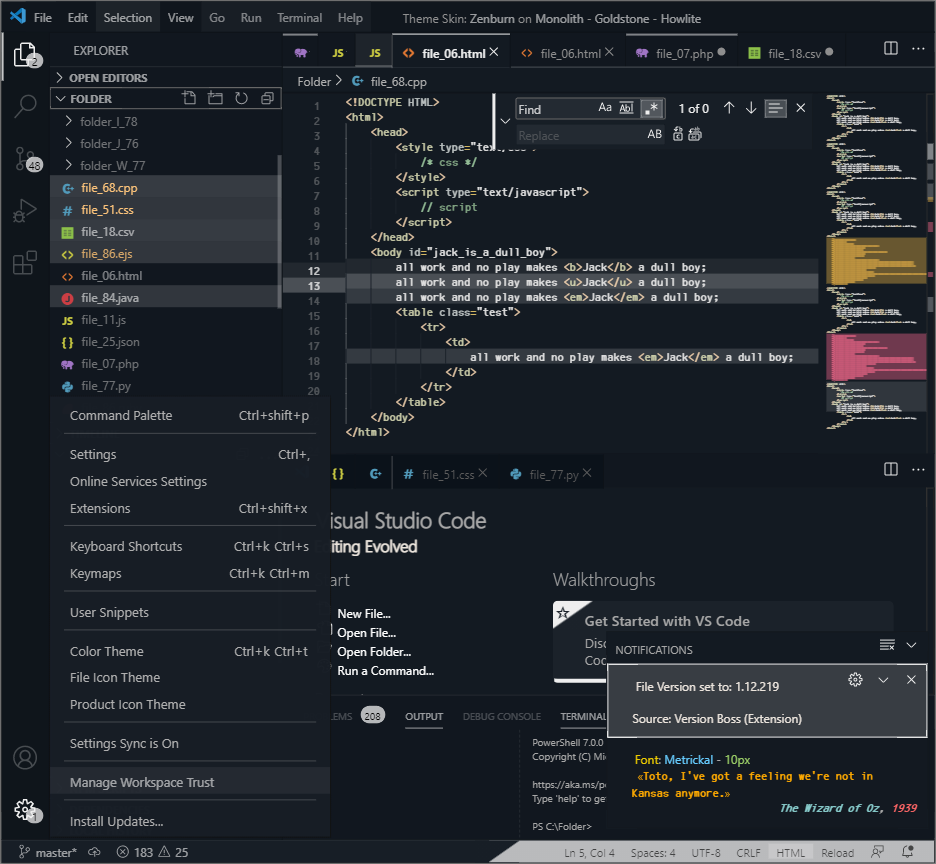 File Edit Selection View Go Run Terminal Help Theme Skin: Zenburn on Monolith - Goldstone - Howlite
2
EXPLORER
JS JS file_06.html file_06.html file_07.php file_18.csv
OPEN EDITORS
Folder file_68.cpp
FOLDER
folder_I_78
folder_J_76
folder_W_77
file_68.cpp
file_51.css
file_18.csv
file_86.ejs
file_06.html
file_84.java
JS file_11.js
{} file_25.json
file_07.php
file_77.py
48
Find Aa Abl .* 1 of 0
Replace AB
1 <!DOCTYPE HTML>
2 <html>
3 <head>
4 <style type="text/css">
5 /* css */
6 </style>
7 <script type="text/javascript">
8 // script
9 </script>
10 </head>
11 <body id="jack_is_a_dull_boy">
12 all work and no play makes <b>Jack</b> a dull boy;
13 all work and no play makes <u>Jack</u> a dull boy;
14 all work and no play makes <em>Jack</em> a dull boy;
15 <table class="test">
16 <tr>
17 <td>
18 all work and no play makes <em>Jack</em> a dull boy;
19 </td>
20 </tr>
</table>
</body>
</html>
Command Palette Ctrl+shift+p
Settings Ctrl+,
Online Services Settings
Extensions Ctrl+shift+x
Keyboard Shortcuts Ctrl+k Ctrl+s
Keymaps Ctrl+k Ctrl+m
User Snippets
Color Theme Ctrl+k Ctrl+t
File Icon Theme
Product Icon Theme
Settings Sync is On
Manage Workspace Trust
Install Updates...
1
{} # file_51.css file_77.py
isual Studio Code
iting Evolved
art
New File...
Open File...
Open Folder...
Run a Command...
Walkthroughs
Get Started with VS Code
Disc
Coo
LEMS 208 OUTPUT DEBUG CONSOLE TERMINAL
PowerShell 7.0.0
Copyright (C) Mi
https://aka.ms/p
Type 'help' to ge
PS C:\Folder>
NOTIFICATIONS
File Version set to: 1.12.219
Source: Version Boss (Extension)
Font: Metrickal - 10px
«Toto, I've got a feeling we're not in
Kansas anymore.»
The Wizard of Oz, 1939
master* 183 25 Ln 5, Col 4 Spaces: 4 UTF-8 CRLF HTML Reload